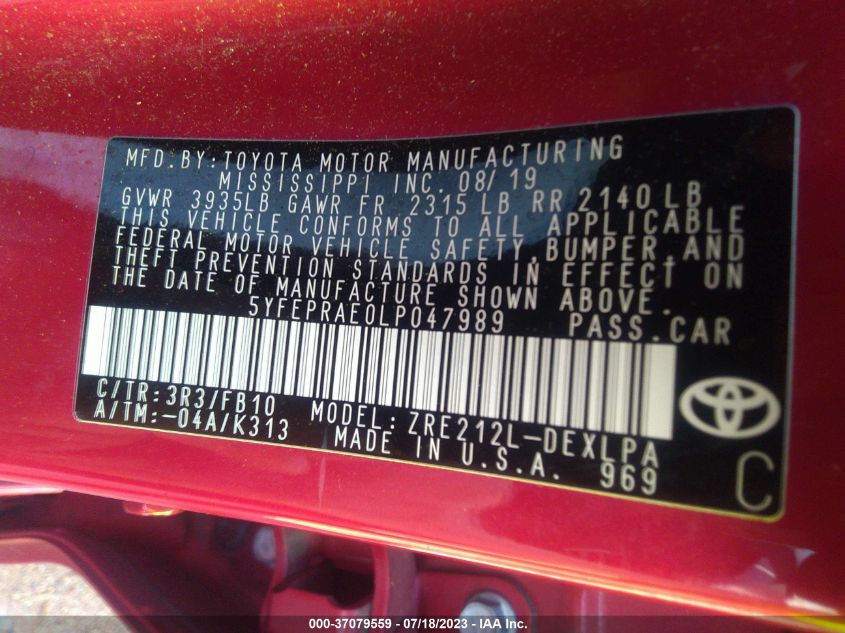 MFD. BY: TOYOTA MOTOR MANUFACTURING
MISSISSIPPI INC. 08/19
GVWR 3935LB GAWR FR 2315 LB RR 2140 LB
THIS VEHICLE CONFORMS TO ALL APPLICABLE
FEDERAL MOTOR VEHICLE SAFETY, BUMPER, AND
THEFT PREVENTION STANDARDS IN EFFECT ON
THE DATE OF MANUFACTURE SHOWN ABOVE.
5YFEPRAE0LP047989 PASS. CAR
C/TR: 3R3/FB10 MODEL: ZRE212L-DEXLPA
A/TM: -04A/K313 MADE IN U.S.A. 969
C
000-37079559 / 07/18/2023 - IAA, Inc.